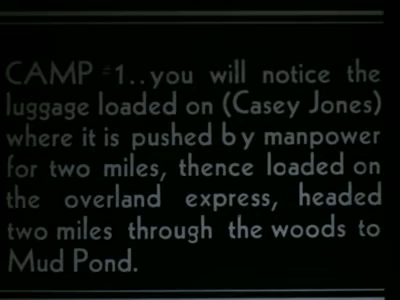 CAMP #1..you will notice the
luggage loaded on (Casey Jones)
where it is pushed by manpower
for two miles, thence loaded on
the overland express, headed
two miles through the woods to
Mud Pond.